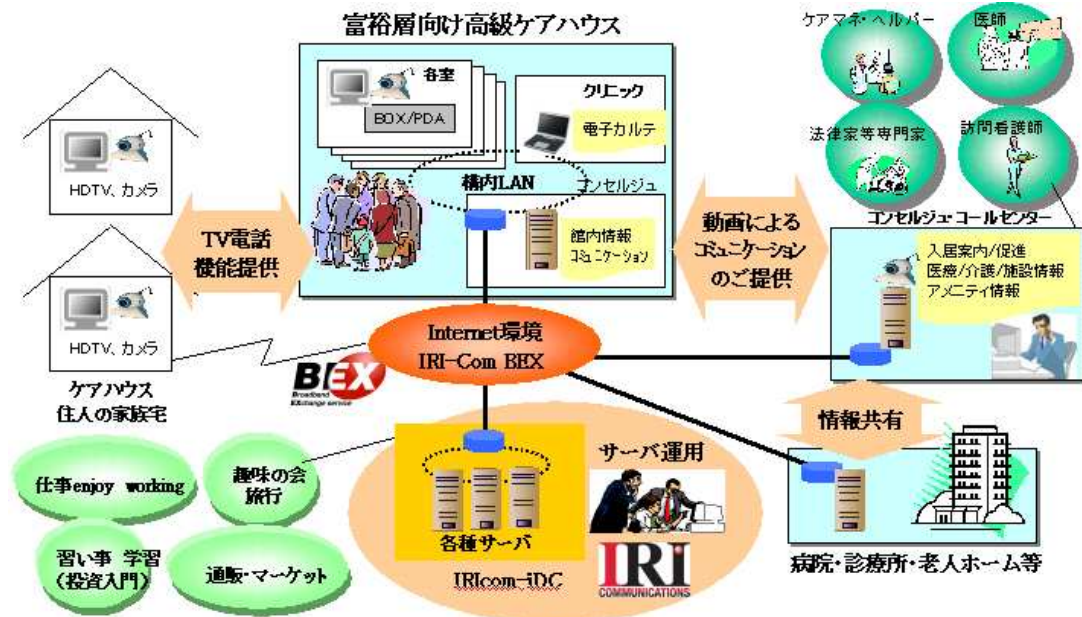 富裕層向け高級ケアハウス
各室
BOX/PDA
クリニック
電子カルテ
構内LAN
コンセルジュ
館内情報
コミュニケーション
HDTV、カメラ
HDTV、カメラ
ケアハウス
住人の家族宅
TV電話
機能提供
動画による
コミュニケーション
のご提供
ケアマネ・ヘルパー
医師
法律家等専門家
訪問看護師
コンセルジュ・コールセンター
入居案内/促進
医療/介護/施設情報
アメニティ情報
Internet環境
IRI-Com BEX
BEX
Broadband
EXchange service
情報共有
病院・診療所・老人ホーム等
サーバ運用
各種サーバ
IRIcom-iDC
IRi
COMMUNICATIONS
仕事enjoy working
趣味の会
旅行
習い事 学習
(投資入門)
通販・マーケット